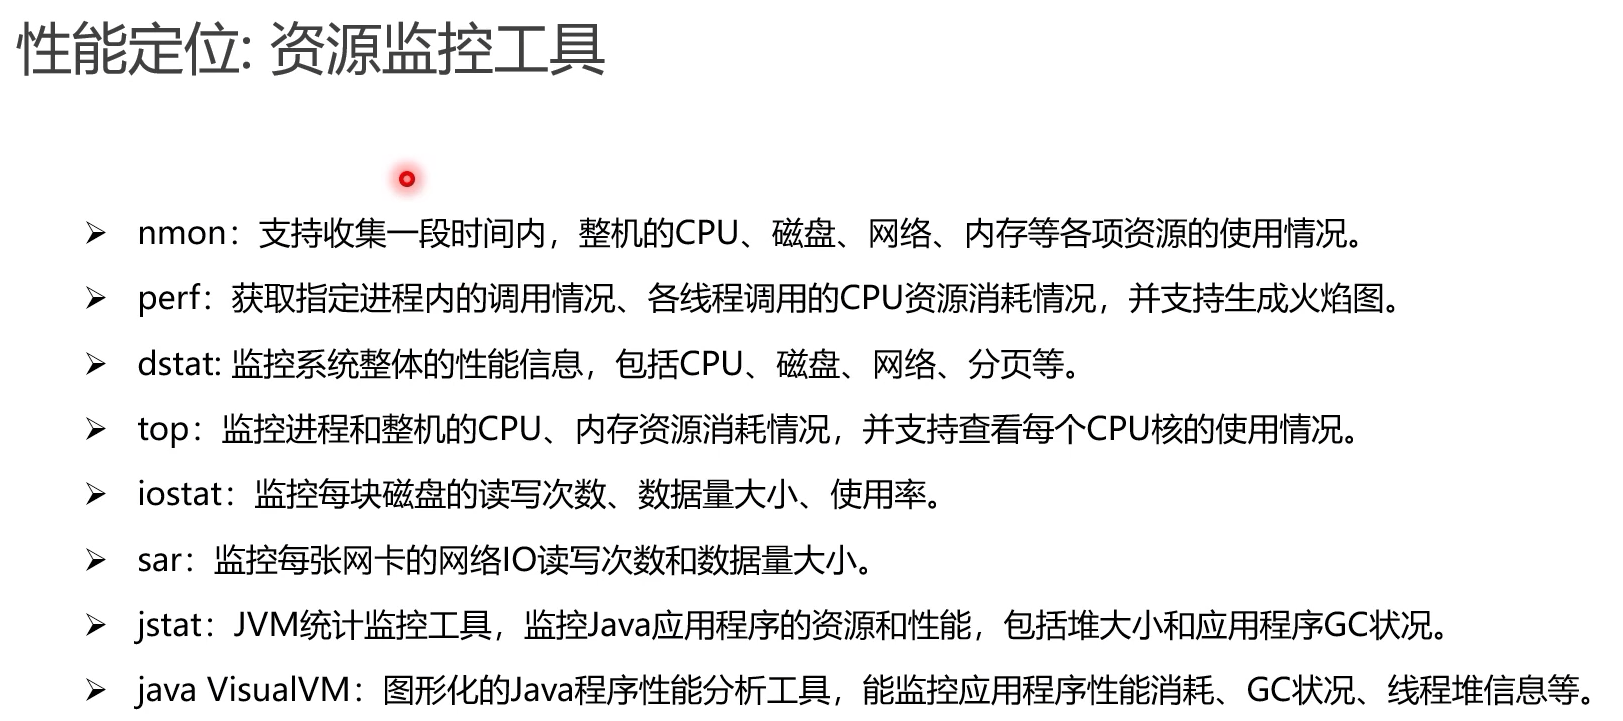 性能定位: 资源监控工具
nmon：支持收集一段时间内，整机的CPU、磁盘、网络、内存等各项资源的使用情况。
perf：获取指定进程内的调用情况、各线程调用的CPU资源消耗情况，并支持生成火焰图。
dstat: 监控系统整体的性能信息，包括CPU、磁盘、网络、分页等。
top：监控进程和整机的CPU、内存资源消耗情况，并支持查看每个CPU核的使用情况。
iostat：监控每块磁盘的读写次数、数据量大小、使用率。
sar：监控每张网卡的网络IO读写次数和数据量大小。
jstat：JVM统计监控工具，监控Java应用程序的资源和性能，包括堆大小和应用程序GC状况。
java VisualVM：图形化的Java程序性能分析工具，能监控应用程序性能消耗、GC状况、线程堆信息等。